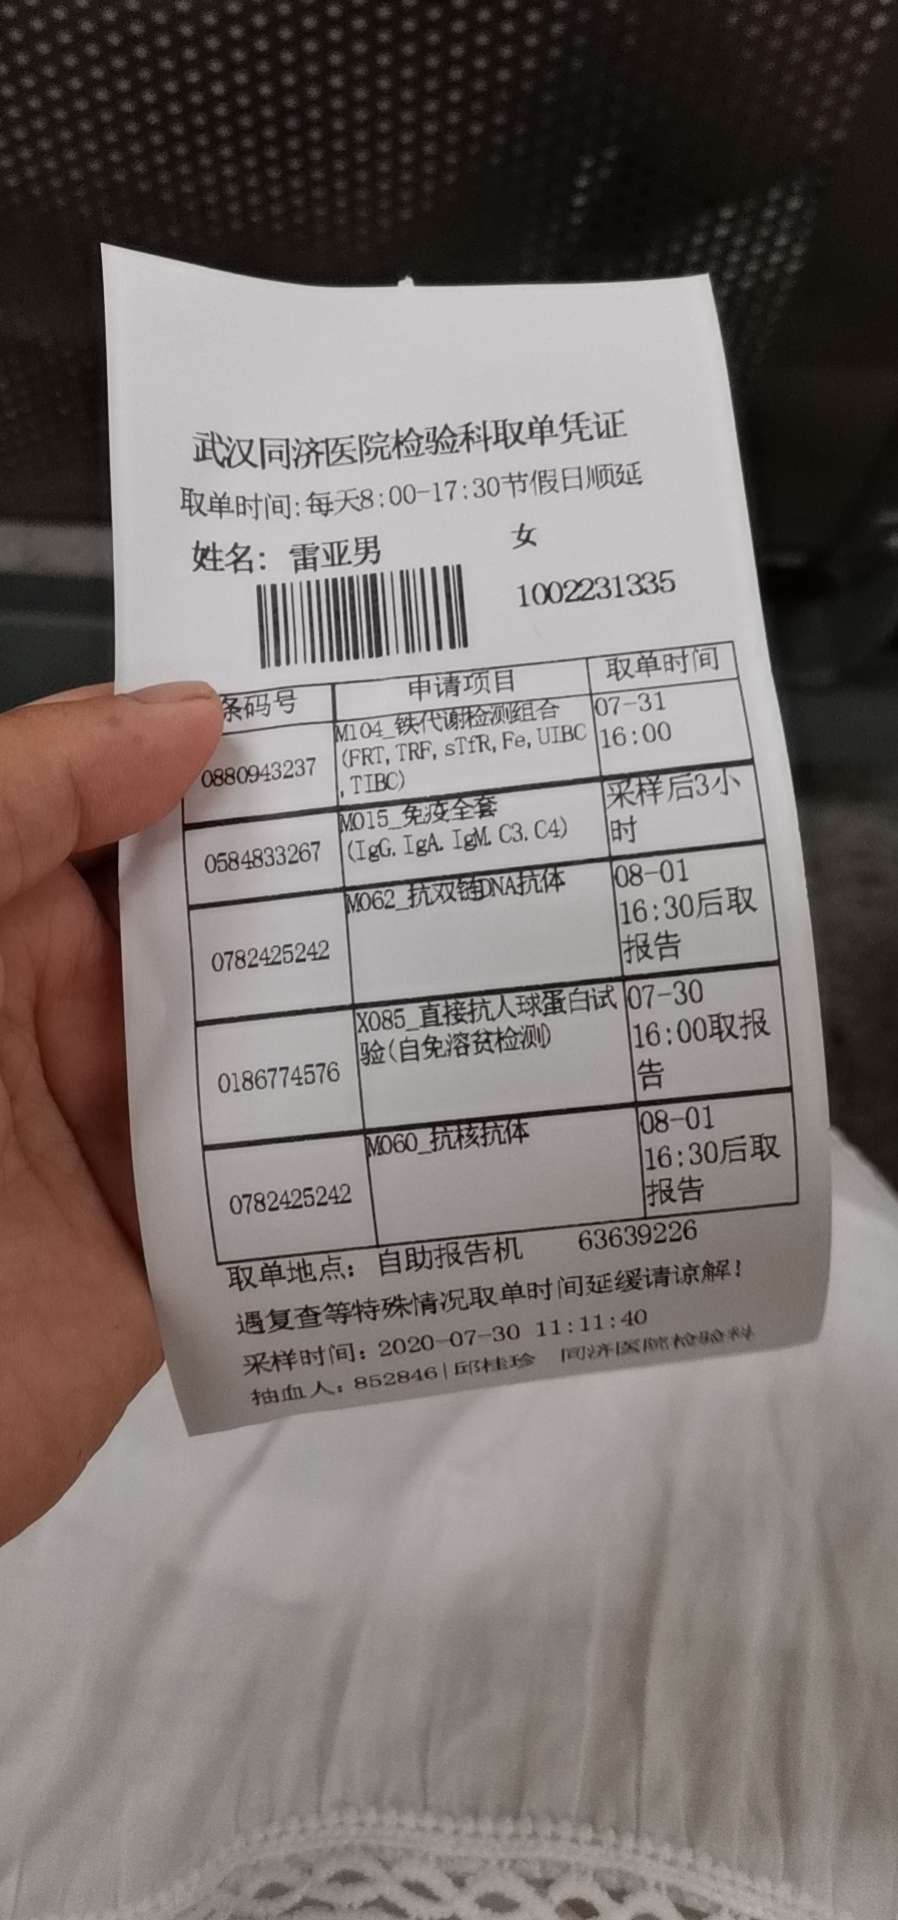 武汉同济医院检验科取单凭证
取单时间:每天8:00-17:30节假日顺延
姓名: 雷亚男 女
1002231335
条码号 申请项目 取单时间
0880943237 M104_铁代谢检测组合 07-31
(FRT,TRF,sTfR,Fe,UIBC 16:00
,TIBC)
0584833267 M015_免疫全套 采样后3小
(IgG.IgA.IgM.C3.C4) 时
0782425242 M062_抗双链DNA抗体 08-01
16:30后取
报告
0186774576 X085_直接抗人球蛋白试 07-30
验(自免溶贫检测) 16:00取报
告
0782425242 M060_抗核抗体 08-01
16:30后取
报告
取单地点: 自助报告机 63639226
遇复查等特殊情况取单时间延缓请谅解!
采样时间: 2020-07-30 11:11:40
抽血人: 852846|邱桂珍 同济医院检验科